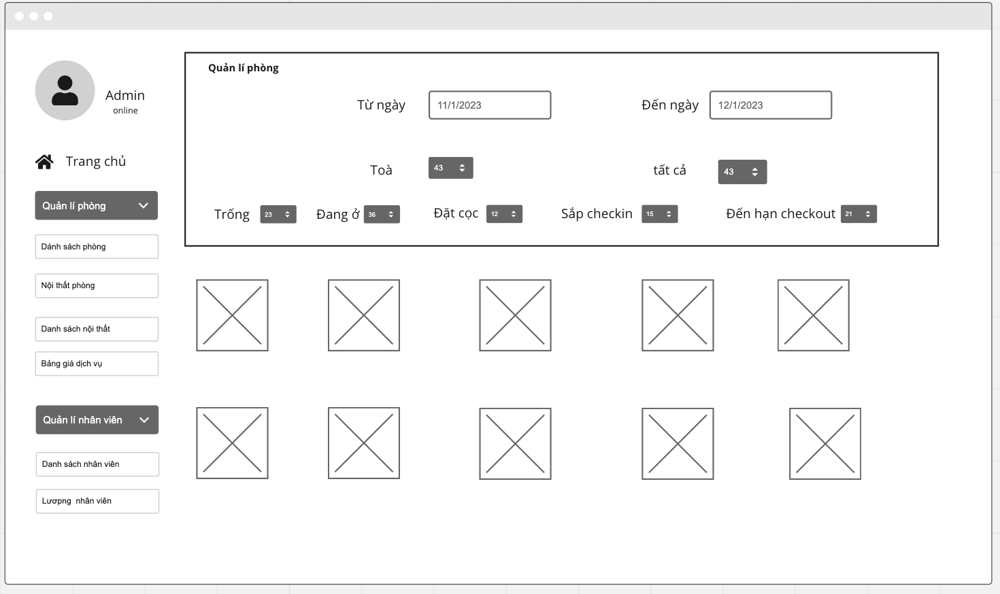 Admin
online
Trang chủ
Quản lí phòng
Dánh sách phòng
Nội thất phòng
Danh sách nội thất
Bảng giá dịch vụ
Quản lí nhân viên
Danh sách nhân viên
Lươpng nhân viên
Quản lí phòng
Từ ngày 11/1/2023 Đến ngày 12/1/2023
Toà 43 tất cả 43
Trống 23 Đang ở 36 Đặt cọc 12 Sắp checkin 15 Đến hạn checkout 21